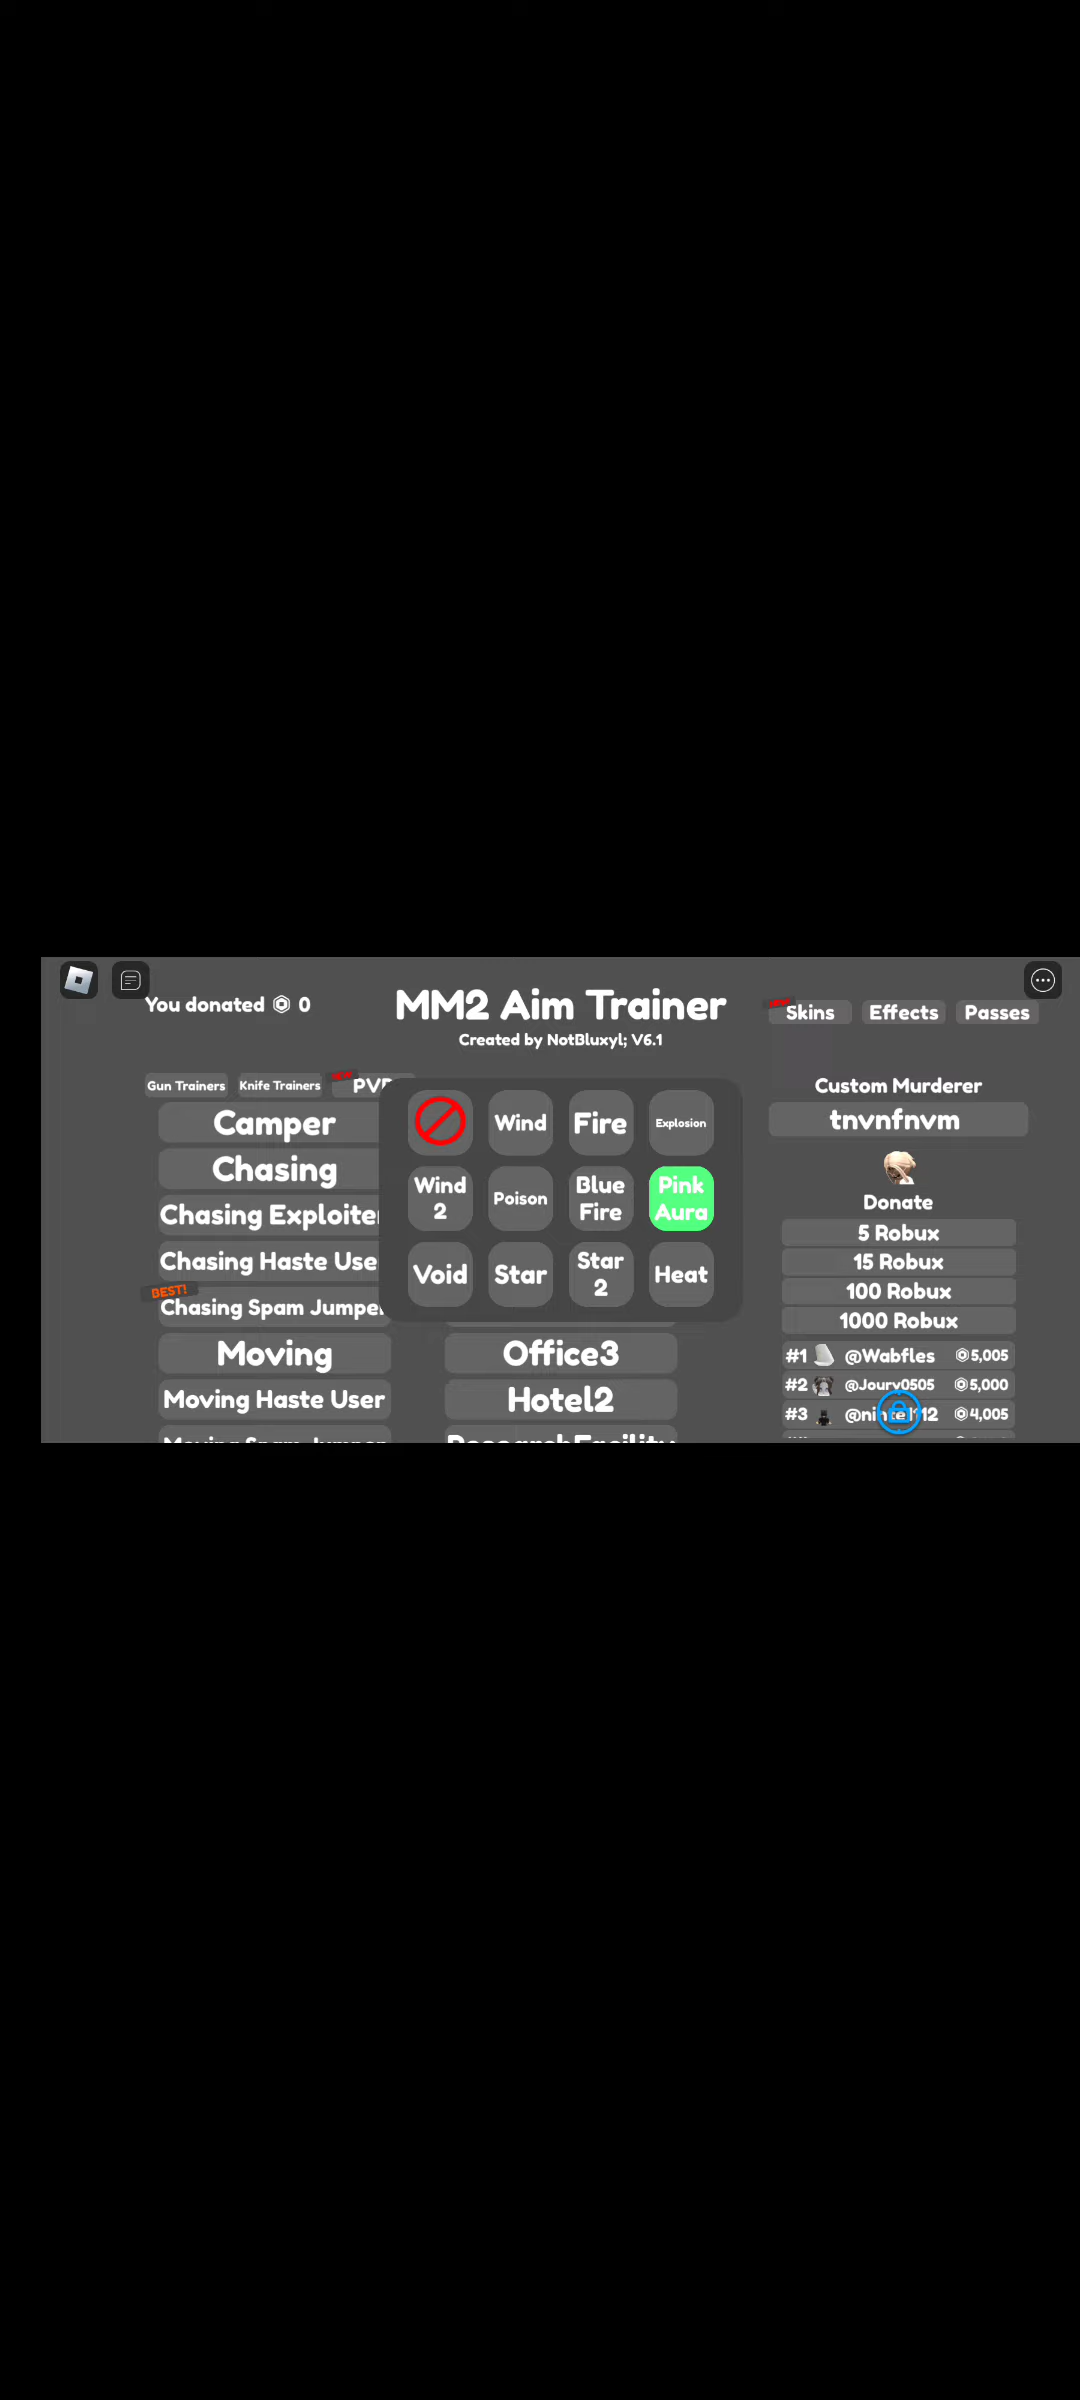 You donated 0
MM2 Aim Trainer
Created by NotBluxyl; V6.1
Skins
Effects
Passes
Gun Trainers
Knife Trainers
NEW
Camper
Chasing
Chasing Haste
BEST!
Chasing Spam
Moving
Moving Haste User
Wind
Fire
Explosion
Wind
2
Poison
Blue
Fire
Pink
Aura
Void
Star
Star
2
Heat
Office3
Hotel2
Custom Murderer
tnvnfnvm
Donate
5 Robux
15 Robux
100 Robux
1000 Robux
#1 @Wabfles 5,005
#2 @Joury0505 5,000
#3 4,005